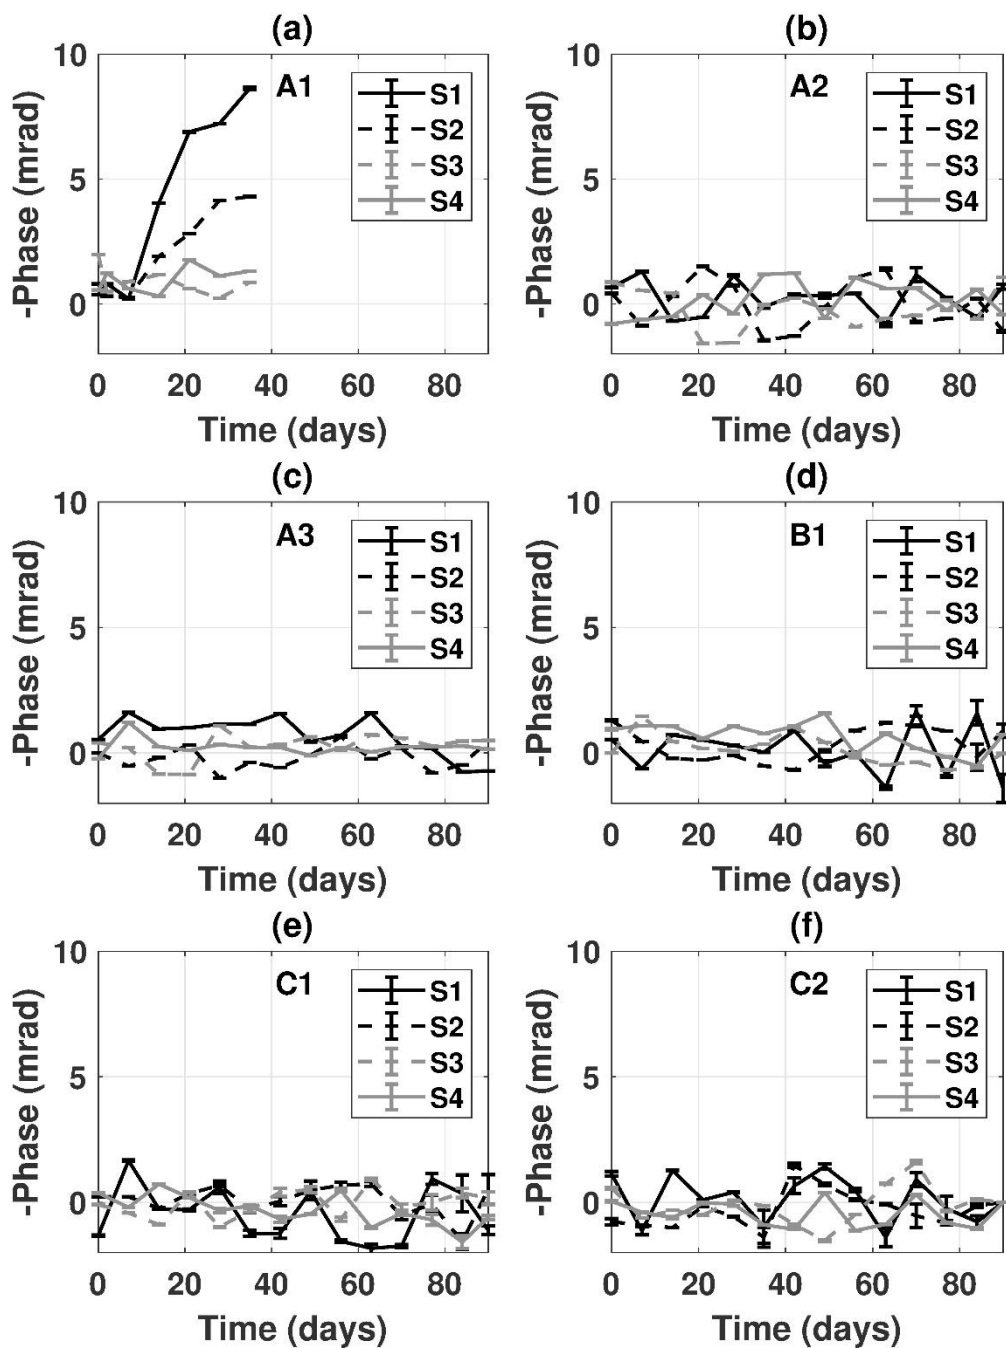 (a)
A1
S1
S2
S3
S4
-Phase (mrad)
10
5
0
0 20 40 60 80
Time (days)
(b)
A2
S1
S2
S3
S4
-Phase (mrad)
10
5
0
0 20 40 60 80
Time (days)
(c)
A3
S1
S2
S3
S4
-Phase (mrad)
10
5
0
0 20 40 60 80
Time (days)
(d)
B1
S1
S2
S3
S4
-Phase (mrad)
10
5
0
0 20 40 60 80
Time (days)
(e)
C1
S1
S2
S3
S4
-Phase (mrad)
10
5
0
0 20 40 60 80
Time (days)
(f)
C2
S1
S2
S3
S4
-Phase (mrad)
10
5
0
0 20 40 60 80
Time (days)